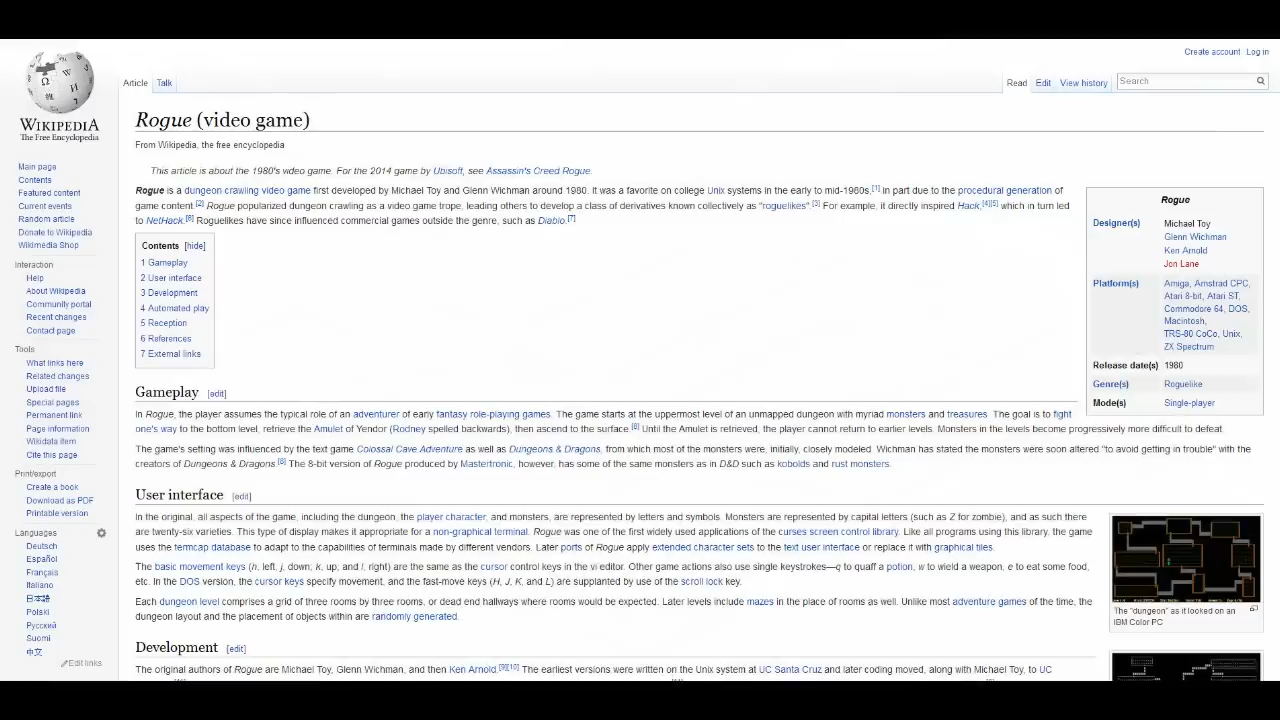 Create account Log in
Article Talk Read Edit View history Search
WIKIPEDIA
The Free Encyclopedia
Main page
Contents
Featured content
Current events
Random article
Donate to Wikipedia
Wikimedia Shop
Interaction
Help
About Wikipedia
Community portal
Recent changes
Contact page
Tools
What links here
Related changes
Upload file
Special pages
Permanent link
Page information
Wikidata item
Cite this page
Print/export
Create a book
Download as PDF
Printable version
Languages
Deutsch
Español
Français
Italiano
日本語
Polski
Русский
Suomi
中文
Edit links
Rogue (video game)
From Wikipedia, the free encyclopedia
This article is about the 1980's video game. For the 2014 game by Ubisoft, see Assassin's Creed Rogue.
Rogue is a dungeon crawling video game first developed by Michael Toy and Glenn Wichman around 1980. It was a favorite on college Unix systems in the early to mid-1980s,[1] in part due to the procedural generation of
game content.[2] Rogue popularized dungeon crawling as a video game trope, leading others to develop a class of derivatives known collectively as "roguelikes".[3] For example, it directly inspired Hack,[4][5] which in turn led
to NetHack.[6] Roguelikes have since influenced commercial games outside the genre, such as Diablo.[7]
Contents [hide]
1 Gameplay
2 User interface
3 Development
4 Automated play
5 Reception
6 References
7 External links
Rogue
Designer(s) Michael Toy
Glenn Wichman
Ken Arnold
Jon Lane
Platform(s) Amiga, Amstrad CPC,
Atari 8-bit, Atari ST,
Commodore 64, DOS,
Macintosh,
TRS-80 CoCo, Unix,
ZX Spectrum
Release date(s) 1980
Genre(s) Roguelike
Mode(s) Single-player
Gameplay [edit]
In Rogue, the player assumes the typical role of an adventurer of early fantasy role-playing games. The game starts at the uppermost level of an unmapped dungeon with myriad monsters and treasures. The goal is to fight
one's way to the bottom level, retrieve the Amulet of Yendor (Rodney spelled backwards), then ascend to the surface.[8] Until the Amulet is retrieved, the player cannot return to earlier levels. Monsters in the levels become progressively more difficult to defeat.
The game's setting was influenced by the text game Colossal Cave Adventure as well as Dungeons & Dragons, from which most of the monsters were, initially, closely modeled. Wichman has stated the monsters were soon altered "to avoid getting in trouble" with the
creators of Dungeons & Dragons.[8] The 8-bit version of Rogue produced by Mastertronic, however, has some of the same monsters as in D&D such as kobolds and rust monsters.
User interface [edit]
In the original, all aspects of the game, including the dungeon, the player character, and monsters, are represented by letters and symbols. Monsters are represented by capital letters (such as Z for zombie), and as such there
are twenty-six varieties. This type of display makes it appropriate for a non-graphical terminal. Rogue was one of the first widely used applications of the curses screen control library. Like all programs using this library, the game
uses the termcap database to adapt to the capabilities of terminals made by different vendors. Later ports of Rogue apply extended character sets to the text user interface or replace it with graphical tiles.
The basic movement keys (h, left, j, down; k, up, and l, right) are the same as the cursor control keys in the vi editor. Other game actions also use single keystrokes—q to quaff a potion, w to wield a weapon, e to eat some food,
etc. In the DOS version, the cursor keys specify movement, and the fast-move keys (H, J, K, and L) are supplanted by use of the scroll lock key.
Each dungeon level comprises a grid of three rooms by three rooms, or dead end hallways where rooms would be expected. Later levels include mazes in the place of rooms as well. Unlike most adventure games of the time, the
dungeon layout and the placement of objects within are randomly generated.
The "dungeon" as it looked on an
IBM Color PC
Development [edit]
The original authors of Rogue are Michael Toy, Glenn Wichman, and Ken Arnold.[9][10] The earliest versions were written on the Unix system at UC Santa Cruz and later copies moved, along with Michael Toy, to UC